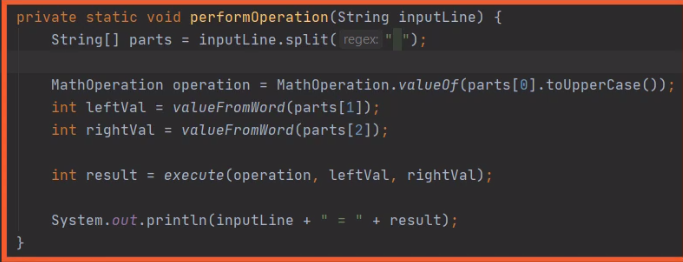 private static void performOperation(String inputLine) {
    String[] parts = inputLine.split( regex: " ");

    MathOperation operation = MathOperation.valueOf(parts[0].toUpperCase());
    int leftVal = valueFromWord(parts[1]);
    int rightVal = valueFromWord(parts[2]);

    int result = execute(operation, leftVal, rightVal);

    System.out.println(inputLine + " = " + result);
}